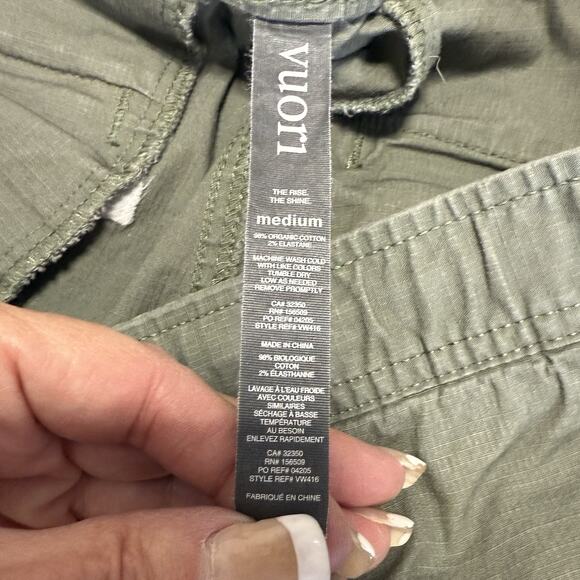 vuori
THE RISE.
THE SHINE.
medium
98% ORGANIC COTTON
2% ELASTANE
MACHINE WASH COLD
WITH LIKE COLORS
TUMBLE DRY
LOW AS NEEDED
REMOVE PROMPTLY
CA# 32350
RN# 156509
PO REF# 04205
STYLE REF# VW416
MADE IN CHINA
98% BIOLOGIQUE
COTON
2% ÉLASTHANNE
LAVAGE À L'EAU FROIDE
AVEC COULEURS
SIMILAIRES
SÉCHAGE À BASSE
TEMPÉRATURE
AU BESOIN
ENLEVEZ RAPIDEMENT
CA# 32350
RN# 156509
PO REF# 04205
STYLE REF# VW416
FABRIQUÉ EN CHINE